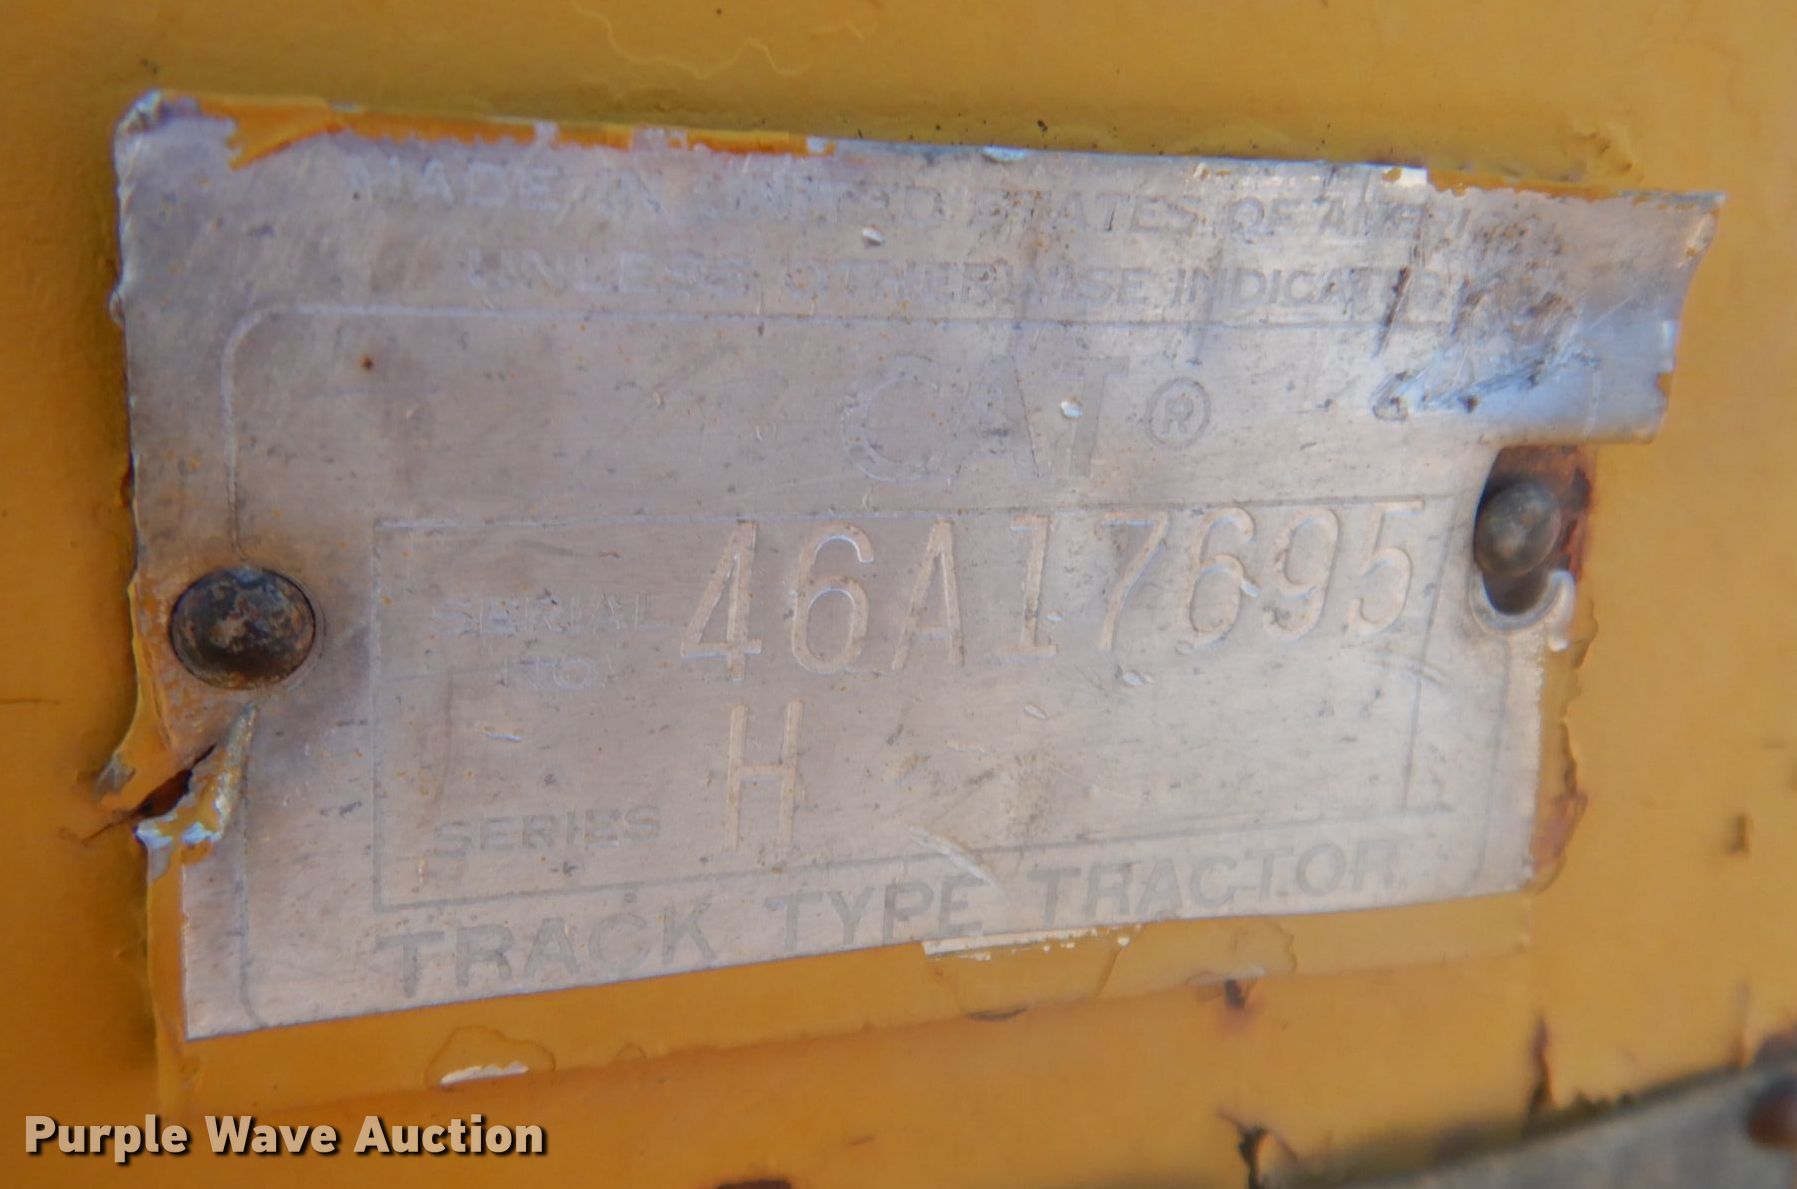 MADE IN UNITED STATES OF AMERICA
UNLESS OTHERWISE INDICATED
CAT®
SERIAL NO. 46A17695
SERIES H
TRACK TYPE TRACTOR
Purple Wave Auction